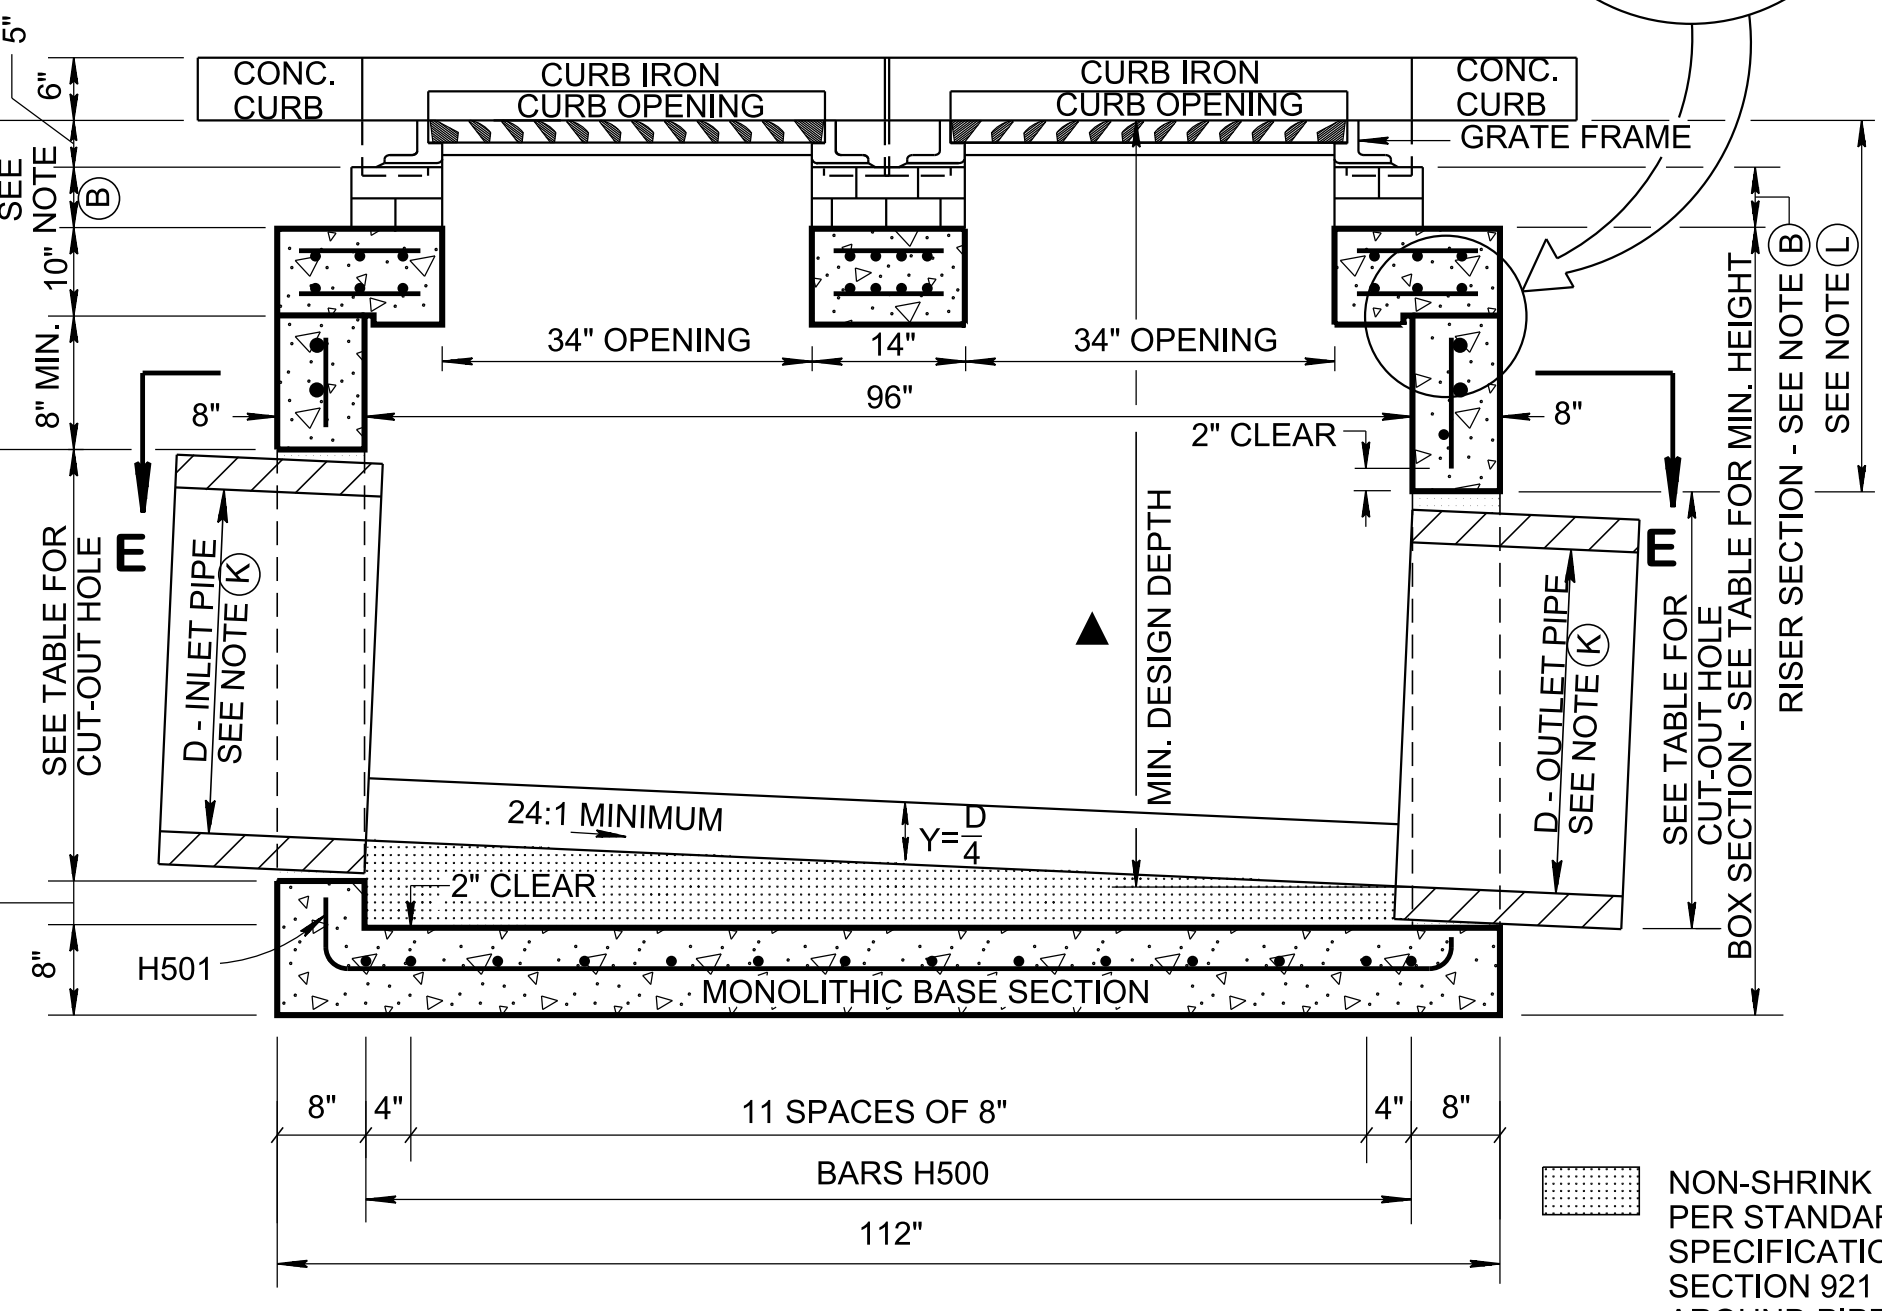 5"
6"
CONC.
CURB
CURB IRON
CURB OPENING
CURB IRON
CURB OPENING
CONC.
CURB
GRATE FRAME
SEE
NOTE B
10"
8" MIN.
34" OPENING
14"
34" OPENING
96"
8"
8"
2" CLEAR
E
E
SEE TABLE FOR
CUT-OUT HOLE
D - INLET PIPE
SEE NOTE K
MIN. DESIGN DEPTH
D - OUTLET PIPE
SEE NOTE K
SEE TABLE FOR
CUT-OUT HOLE
BOX SECTION - SEE TABLE FOR MIN. HEIGHT
RISER SECTION - SEE NOTE B
SEE NOTE L
24:1 MINIMUM
Y=D/4
2" CLEAR
8"
H501
MONOLITHIC BASE SECTION
8"
4"
11 SPACES OF 8"
4"
8"
BARS H500
112"
NON-SHRINK
PER STANDAR
SPECIFICATIO
SECTION 921